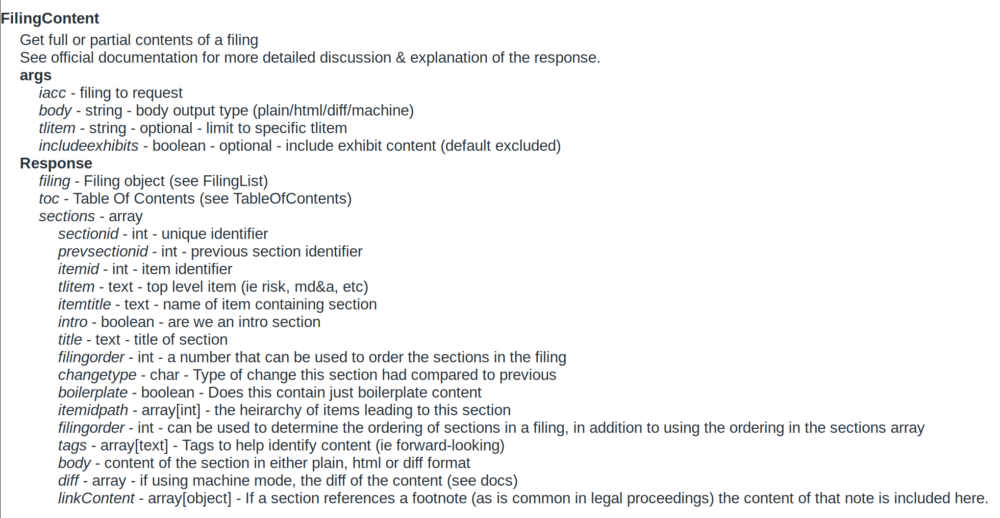 FilingContent
Get full or partial contents of a filing
See official documentation for more detailed discussion & explanation of the response.
args
iacc - filing to request
body - string - body output type (plain/html/diff/machine)
tlitem - string - optional - limit to specific tlitem
includeexhibits - boolean - optional - include exhibit content (default excluded)
Response
filing - Filing object (see FilingList)
toc - Table Of Contents (see TableOfContents)
sections - array
sectionid - int - unique identifier
prevsectionid - int - previous section identifier
itemid - int - item identifier
tlitem - text - top level item (ie risk, md&a, etc)
itemtitle - text - name of item containing section
intro - boolean - are we an intro section
title - text - title of section
filingorder - int - a number that can be used to order the sections in the filing
changetype - char - Type of change this section had compared to previous
boilerplate - boolean - Does this contain just boilerplate content
itemidpath - array[int] - the heirarchy of items leading to this section
filingorder - int - can be used to determine the ordering of sections in a filing, in addition to using the ordering in the sections array
tags - array[text] - Tags to help identify content (ie forward-looking)
body - content of the section in either plain, html or diff format
diff - array - if using machine mode, the diff of the content (see docs)
linkContent - array[object] - If a section references a footnote (as is common in legal proceedings) the content of that note is included here.